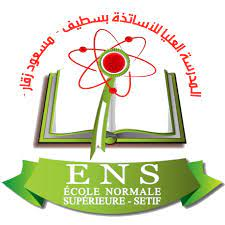 المدرسة العليا للأساتذة بسطيف - مسعود زقار -
ENS
ÉCOLE NORMALE
SUPÉRIEURE - SETIF